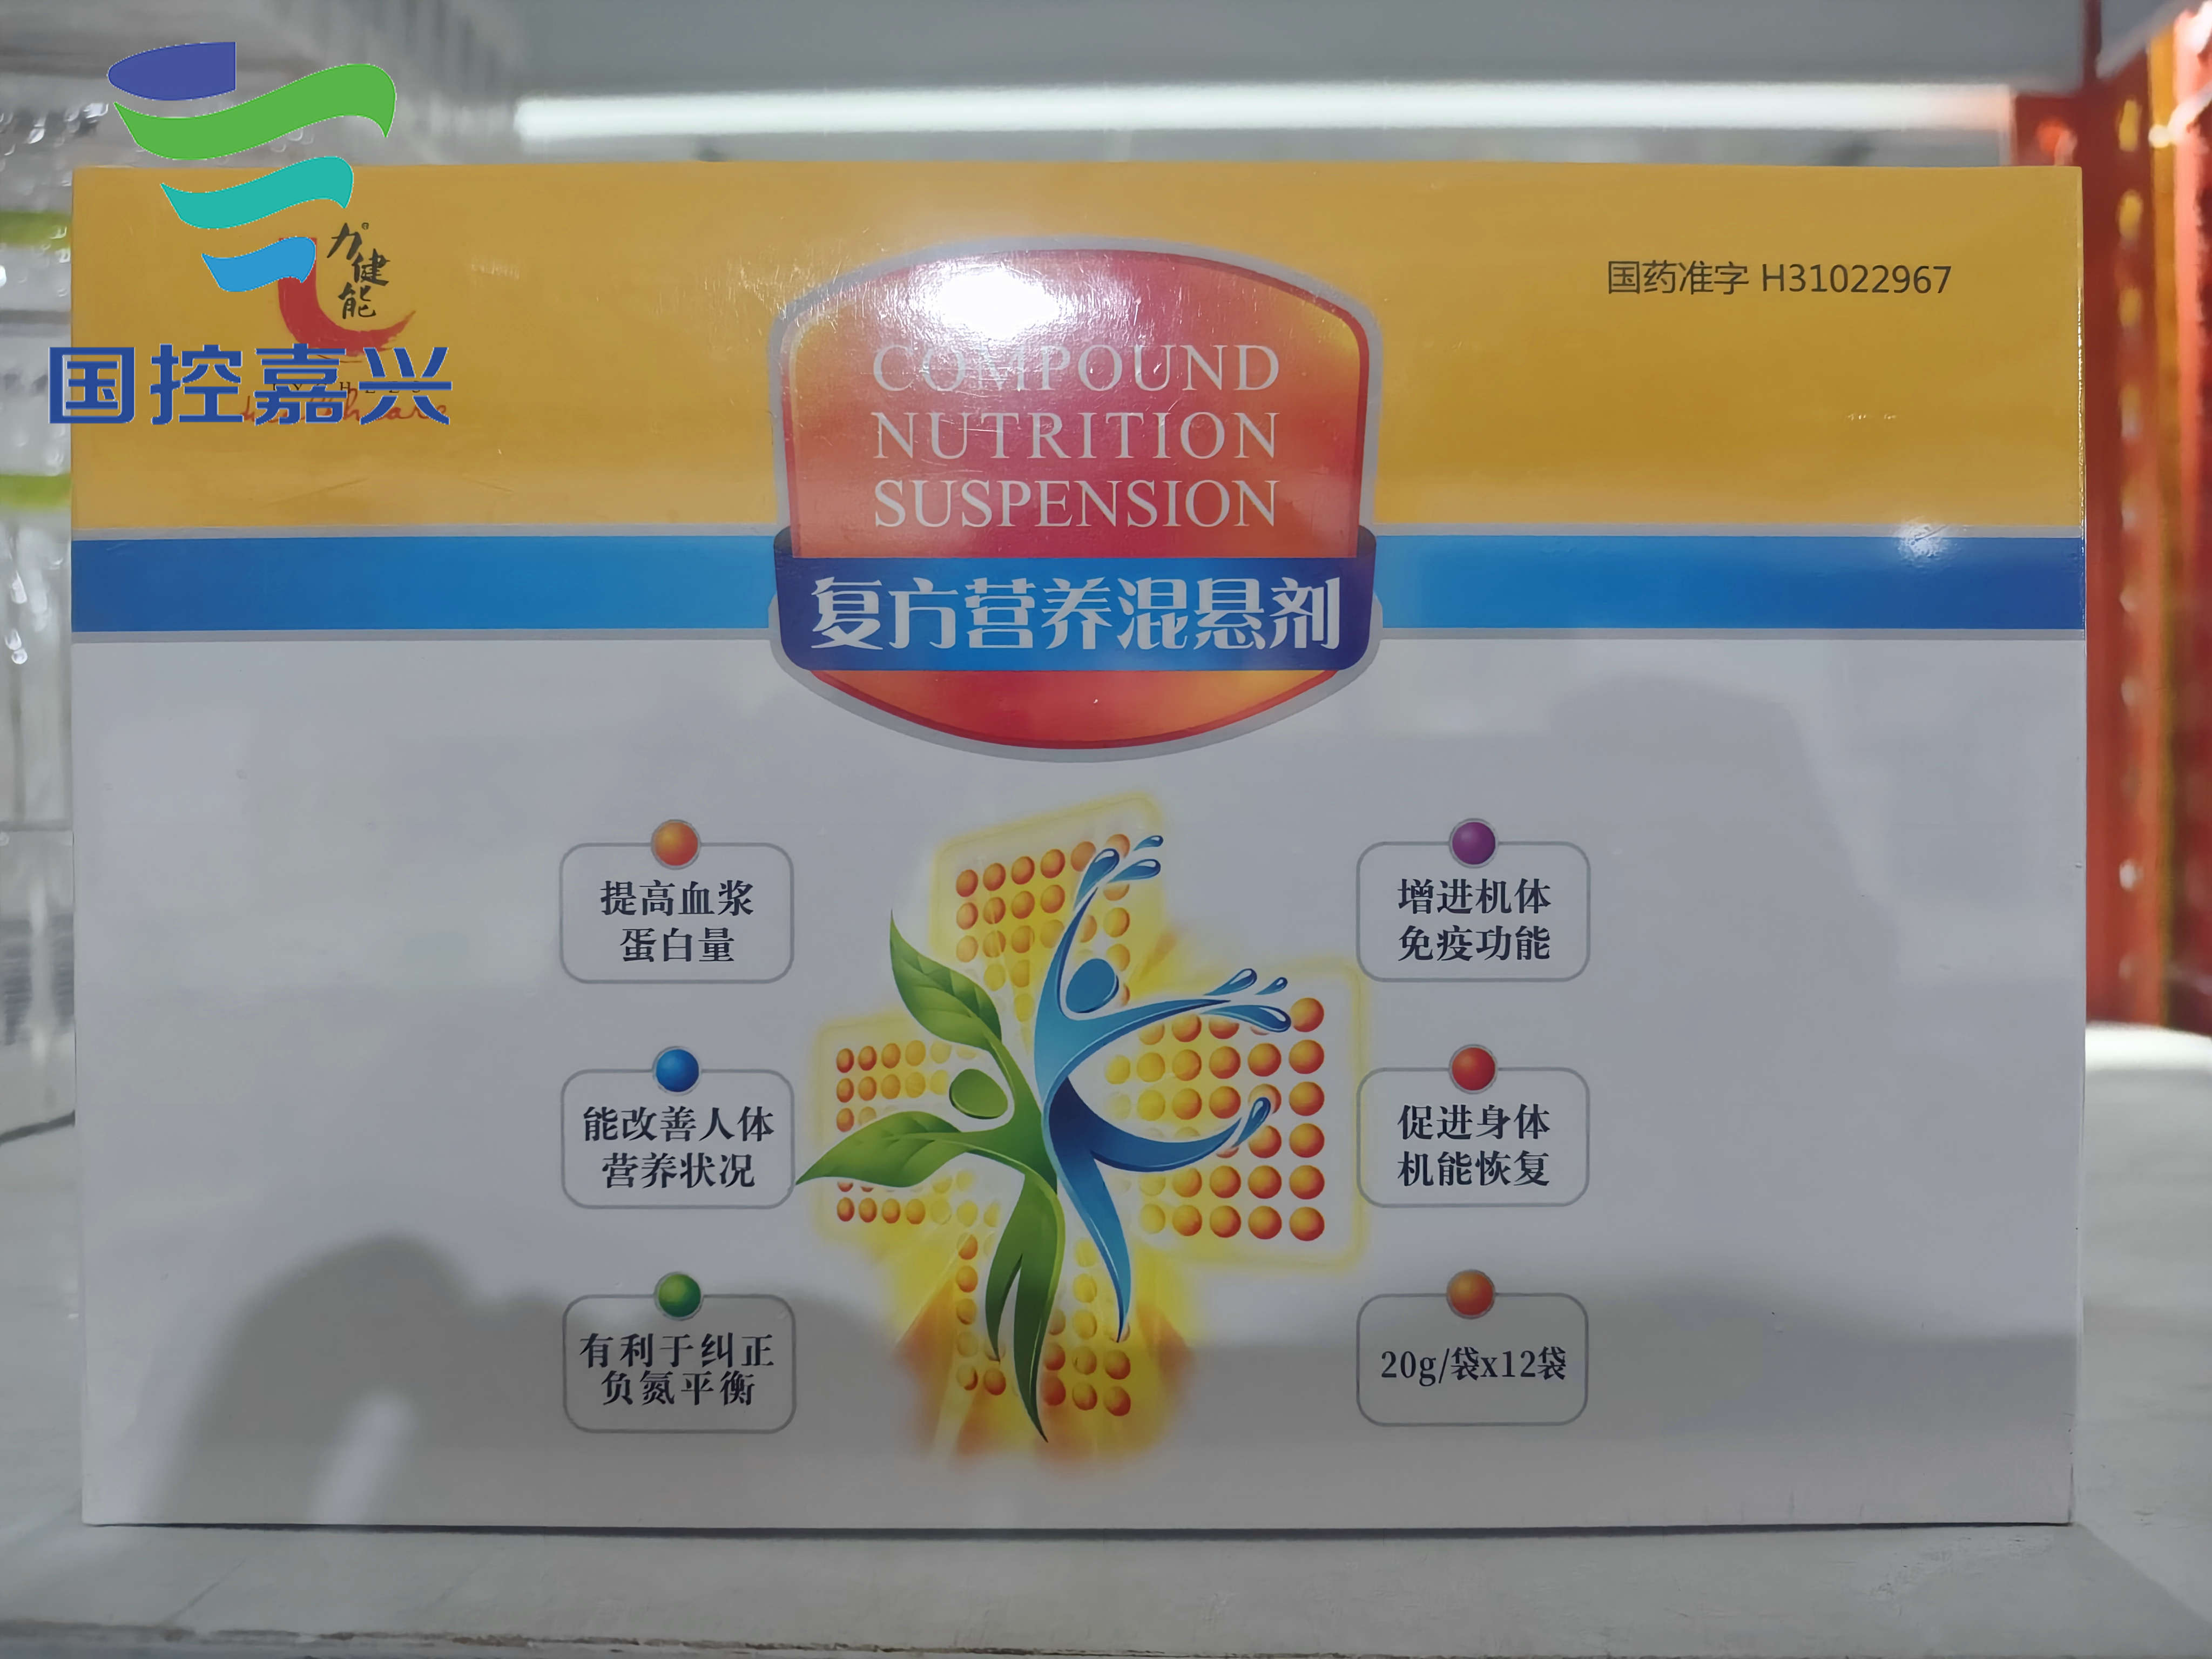 力健能
国控嘉兴
国药准字 H31022967
COMPOUND
NUTRITION
SUSPENSION
复方营养混悬剂
提高血浆
蛋白量
能改善人体
营养状况
有利于纠正
负氮平衡
增进机体
免疫功能
促进身体
机能恢复
20g/袋x12袋